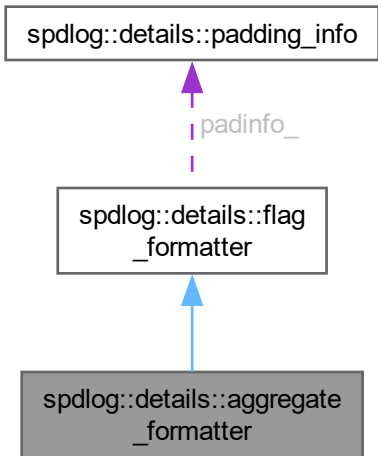 spdlog::details::padding_info
padinfo_
spdlog::details::flag
_formatter
spdlog::details::aggregate
_formatter